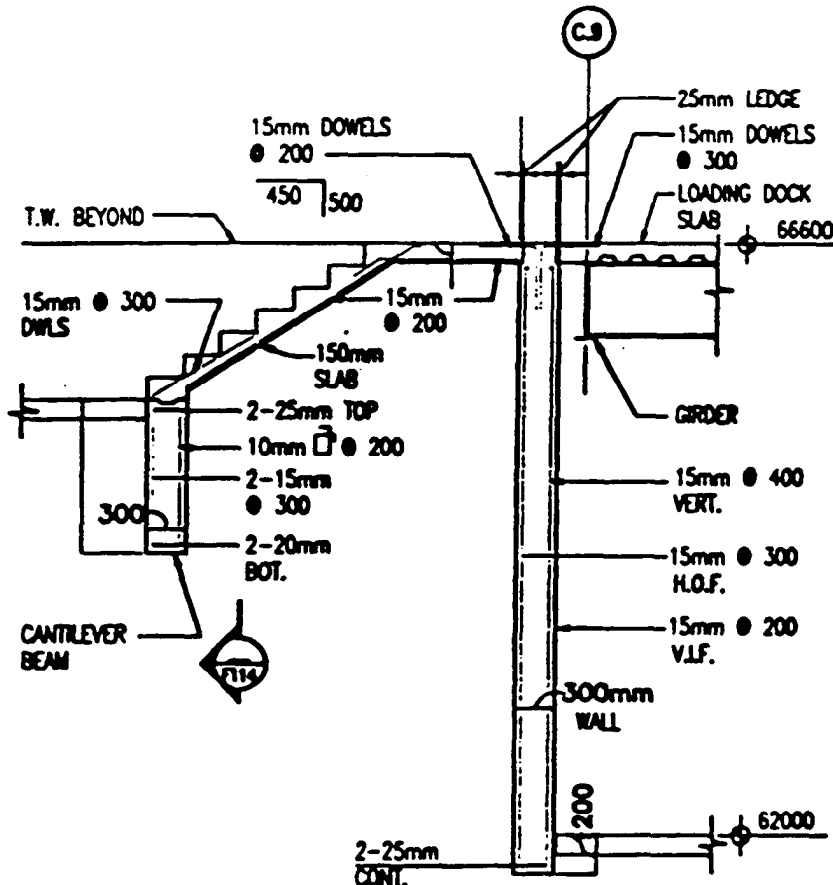 C.9
25mm LEDGE
15mm DOWELS
@ 200
15mm DOWELS
@ 300
450
500
LOADING DOCK
SLAB
T.W. BEYOND
66600
15mm @ 300
DWLS
15mm
@ 200
150mm
SLAB
2-25mm TOP
GIRDER
10mm @ 200
2-15mm
@ 300
15mm @ 400
VERT.
300
2-20mm
BOT.
15mm @ 300
H.O.F.
CANTILEVER
BEAM
15mm @ 200
V.I.F.
F114
300mm
WALL
200
62000
2-25mm
CONT.